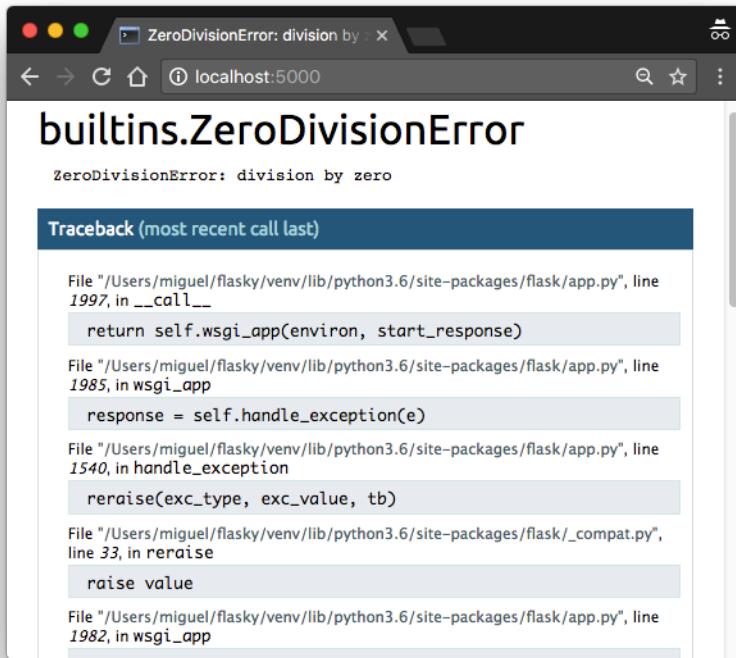 ZeroDivisionError: division by
localhost:5000
builtins.ZeroDivisionError
ZeroDivisionError: division by zero
Traceback (most recent call last)
File "/Users/miguel/flasky/venv/lib/python3.6/site-packages/flask/app.py", line
1997, in __call__
return self.wsgi_app(environ, start_response)
File "/Users/miguel/flasky/venv/lib/python3.6/site-packages/flask/app.py", line
1985, in wsgi_app
response = self.handle_exception(e)
File "/Users/miguel/flasky/venv/lib/python3.6/site-packages/flask/app.py", line
1540, in handle_exception
reraise(exc_type, exc_value, tb)
File "/Users/miguel/flasky/venv/lib/python3.6/site-packages/flask/_compat.py",
line 33, in reraise
raise value
File "/Users/miguel/flasky/venv/lib/python3.6/site-packages/flask/app.py", line
1982, in wsgi_app